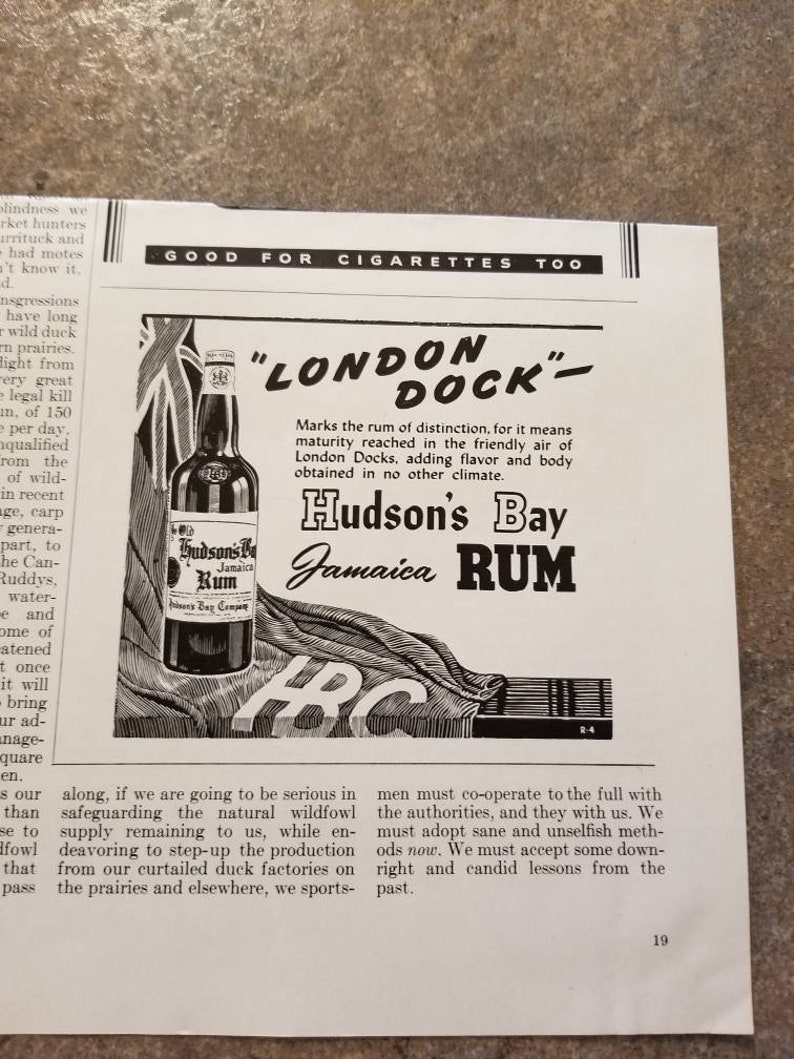 blindness we
rket hunters
urrituck and
had motes
't know it.
d.
nsgressions
have long
r wild duck
rn prairies.
light from
ery great
e legal kill
un, of 150
e per day.
nqualified
rom the
of wild-
in recent
age, carp
genera-
part, to
he Can-
Ruddys,
water-
e and
ome of
eatened
t once
it will
bring
ur ad-
nage-
quare
en.
s our
than
se to
dfowl
that
pass
GOOD FOR CIGARETTES TOO
"LONDON
DOCK"—
Marks the rum of distinction, for it means
maturity reached in the friendly air of
London Docks, adding flavor and body
obtained in no other climate.
Hudson's Bay
Jamaica RUM
Old
Hudson's Ba
Jamaica
Rum
Hudson's Bay Company
HBC
R-4
along, if we are going to be serious in
safeguarding the natural wildfowl
supply remaining to us, while en-
deavoring to step-up the production
from our curtailed duck factories on
the prairies and elsewhere, we sports-
men must co-operate to the full with
the authorities, and they with us. We
must adopt sane and unselfish meth-
ods now. We must accept some down-
right and candid lessons from the
past.
19